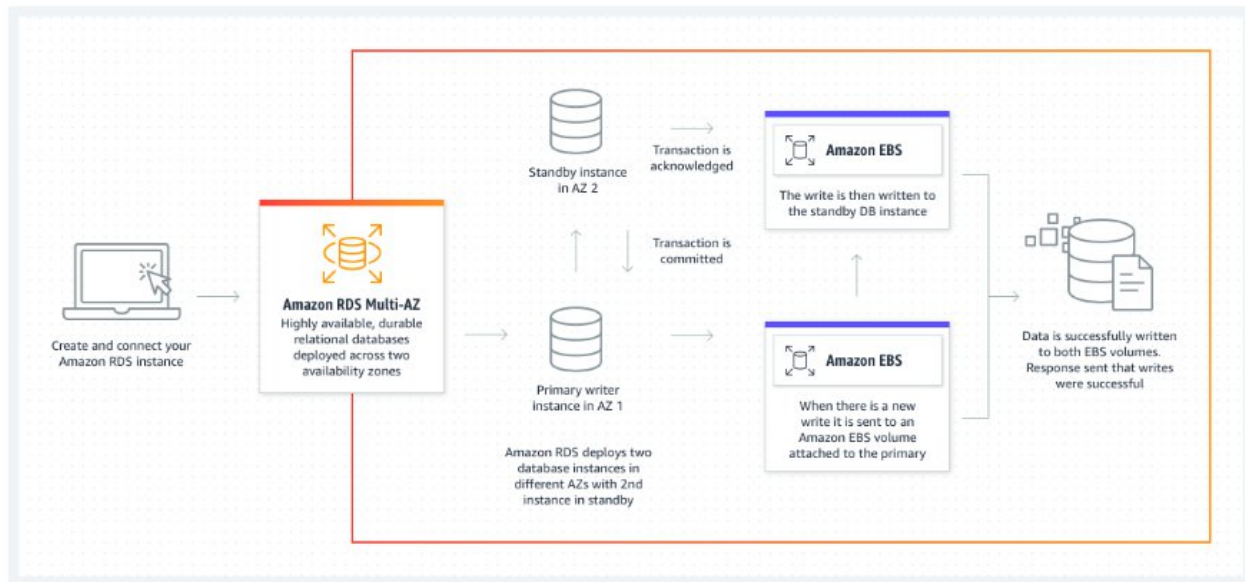 Create and connect your
Amazon RDS instance
Amazon RDS Multi-AZ
Highly available, durable
relational databases
deployed across two
availability zones
Standby instance
in AZ 2
Transaction is
acknowledged
Transaction is
committed
Primary writer
instance in AZ 1
Amazon RDS deploys two
database instances in
different AZs with 2nd
instance in standby
Amazon EBS
The write is then written to
the standby DB instance
Amazon EBS
When there is a new
write it is sent to an
Amazon EBS volume
attached to the primary
Data is successfully written
to both EBS volumes.
Response sent that writes
were successful